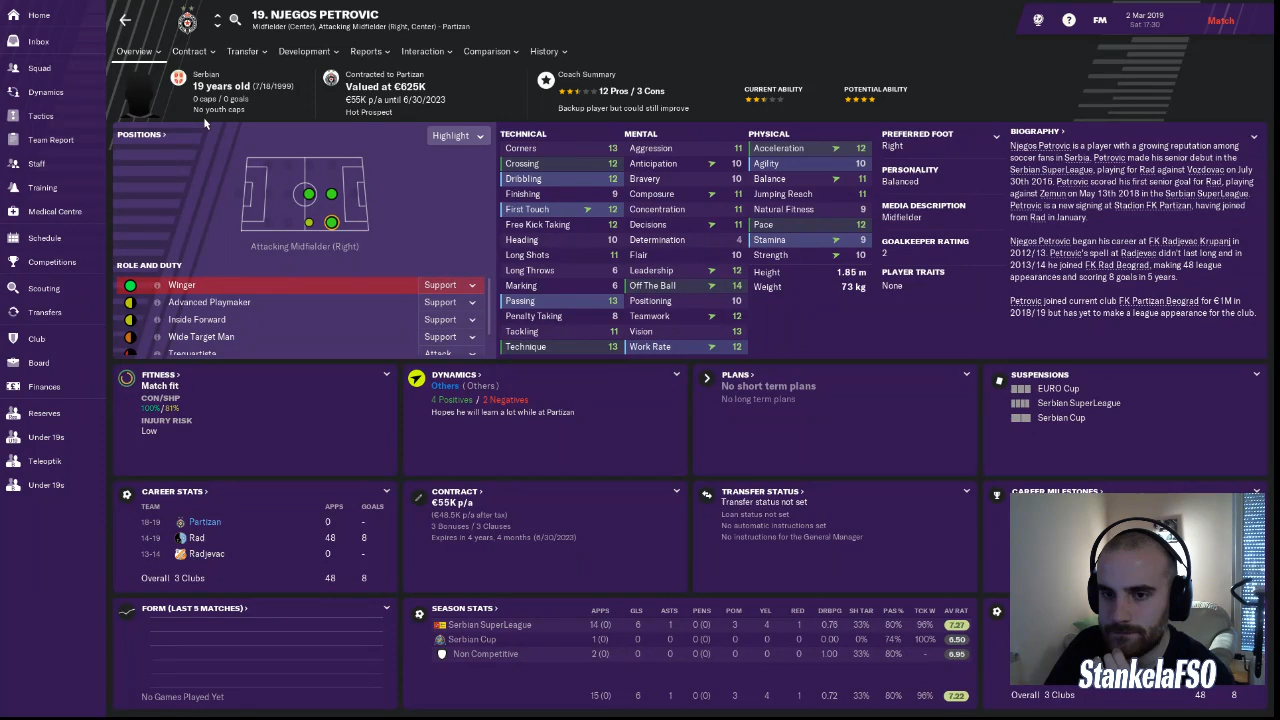 Home
Inbox
Squad
Dynamics
Tactics
Team Report
Staff
Training
Medical Centre
Schedule
Competitions
Scouting
Transfers
Club
Board
Finances
Reserves
Under 19s
Teleoptik
Under 19s
19. NJEGOS PETROVIC
Midfielder (Center), Attacking Midfielder (Right, Center) - Partizan
FM
2 Mar 2019
Sat 17:30
Match
Overview
Contract
Transfer
Development
Reports
Interaction
Comparison
History
Serbian
19 years old (7/18/1999)
0 caps / 0 goals
No youth caps
Contracted to Partizan
Valued at €625K
€55K p/a until 6/30/2023
Hot Prospect
Coach Summary
12 Pros / 3 Cons
Backup player but could still improve
CURRENT ABILITY
POTENTIAL ABILITY
POSITIONS
Highlight
Attacking Midfielder (Right)
ROLE AND DUTY
Winger Support
Advanced Playmaker Support
Inside Forward Support
Wide Target Man Support
Trequartista Attack
TECHNICAL
Corners 13
Crossing 12
Dribbling 12
Finishing 9
First Touch 12
Free Kick Taking 12
Heading 10
Long Shots 11
Long Throws 6
Marking 6
Passing 13
Penalty Taking 8
Tackling 11
Technique 13
MENTAL
Aggression 11
Anticipation 10
Bravery 10
Composure 11
Concentration 11
Decisions 11
Determination 4
Flair 10
Leadership 12
Off The Ball 14
Positioning 10
Teamwork 12
Vision 13
Work Rate 12
PHYSICAL
Acceleration 12
Agility 10
Balance 11
Jumping Reach 11
Natural Fitness 9
Pace 12
Stamina 9
Strength 10
Height 1.85 m
Weight 73 kg
PREFERRED FOOT
Right
PERSONALITY
Balanced
MEDIA DESCRIPTION
Midfielder
GOALKEEPER RATING
2
PLAYER TRAITS
None
BIOGRAPHY
Njegos Petrovic is a player with a growing reputation among
soccer fans in Serbia. Petrovic made his senior debut in the
Serbian SuperLeague, playing for Rad against Vozdovac on July
30th 2016. Petrovic scored his first senior goal for Rad, playing
against Zemun on May 13th 2018 in the Serbian SuperLeague.
Petrovic is a new signing at Stadion FK Partizan, having joined
from Rad in January.
Njegos Petrovic began his career at FK Radjevac Krupanj in
2012/13. Petrovic's spell at Radjevac didn't last long and in
2013/14 he joined FK Rad Beograd, making 48 league
appearances and scoring 8 goals in 5 years.
Petrovic joined current club FK Partizan Beograd for €1M in
2018/19 but has yet to make a league appearance for the club.
FITNESS
Match fit
CON/SHP
100%/81%
INJURY RISK
Low
DYNAMICS
Others (Others)
4 Positives / 2 Negatives
Hopes he will learn a lot while at Partizan
PLANS
No short term plans
No long term plans
SUSPENSIONS
EURO Cup
Serbian SuperLeague
Serbian Cup
CAREER STATS
TEAM APPS GOALS
18-19 Partizan 0 -
14-19 Rad 48 8
13-14 Radjevac 0 -
Overall 3 Clubs 48 8
CONTRACT
€55K p/a
(€48.5K p/a after tax)
3 Bonuses / 3 Clauses
Expires in 4 years, 4 months (6/30/2023)
TRANSFER STATUS
Transfer status not set
Loan status not set
No automatic instructions set
No instructions for the General Manager
CAREER MILESTONES
FORM (LAST 5 MATCHES)
No Games Played Yet
SEASON STATS APPS GLS ASTS PENS POM YEL RED DRBPG SH TAR PAS % TCK W AV RAT
Serbian SuperLeague 14 (0) 6 1 0 (0) 3 4 1 0.76 33% 80% 96% 7.27
Serbian Cup 1 (0) 0 0 0 (0) 0 0 0 0.00 0% 74% 100% 6.50
Non Competitive 2 (0) 0 0 0 (0) 0 0 0 1.00 33% 80% - 6.95
15 (0) 6 1 0 (0) 3 4 1 0.72 33% 80% 96% 7.22
StankelaFSO
Overall 3 Clubs 48 8